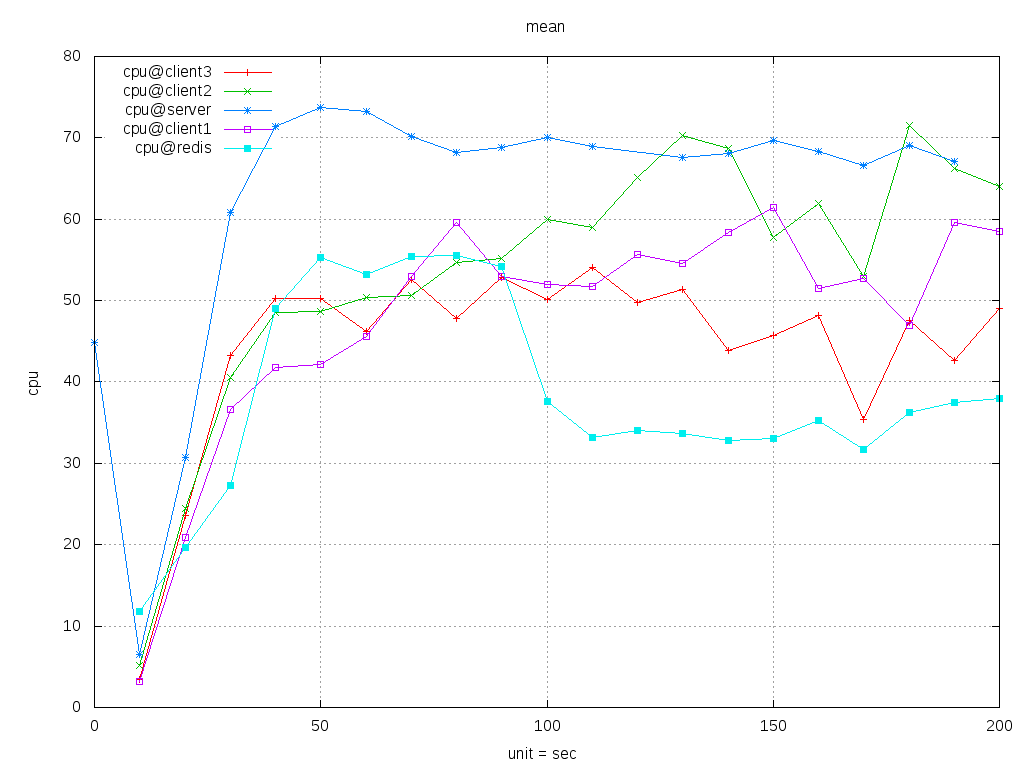 mean
80
70
60
50
40
30
20
10
0
cpu
cpu@client3
cpu@client2
cpu@server
cpu@client1
cpu@redis
0 50 100 150 200
unit = sec